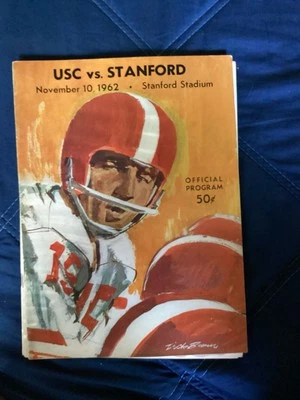 USC vs. STANFORD
November 10, 1962 • Stanford Stadium
OFFICIAL
PROGRAM
50¢